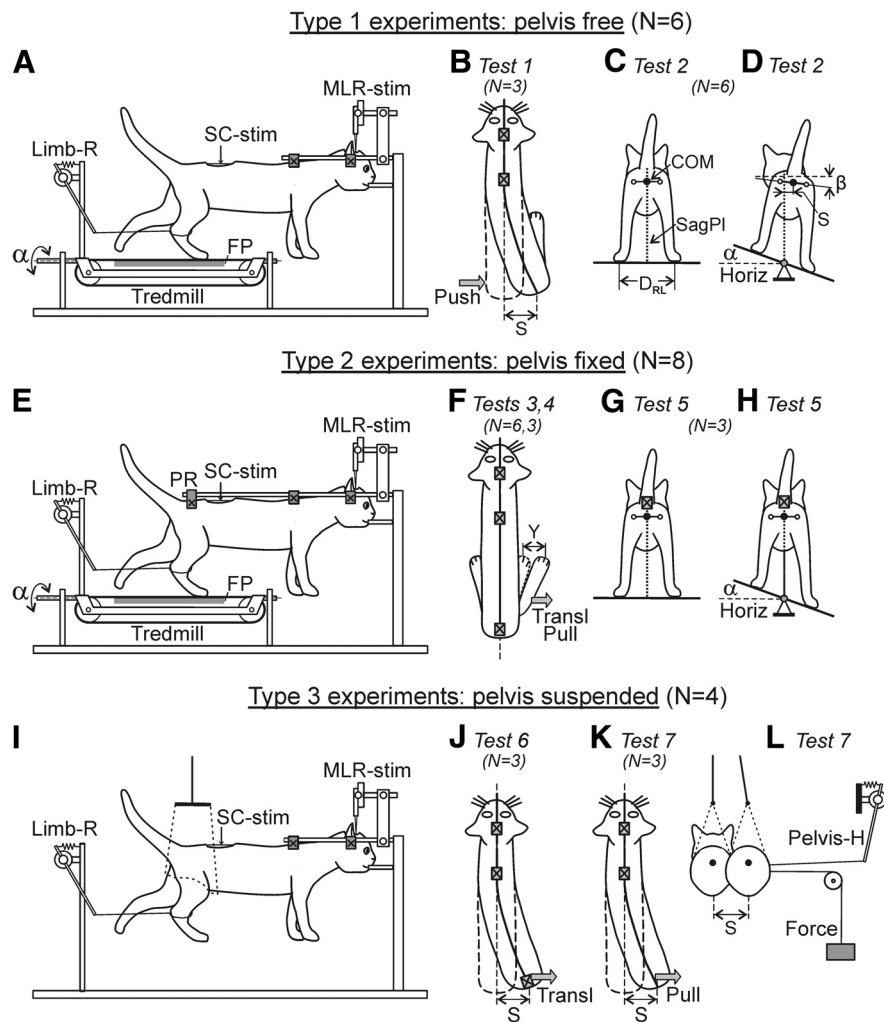 Type 1 experiments: pelvis free (N=6)
A
B Test 1
(N=3)
C Test 2
(N=6)
D Test 2
MLR-stim
SC-stim
Limb-R
COM
β
S
SagPl
α
FP
Tredmill
Push
S
D_RL
α
Horiz
Type 2 experiments: pelvis fixed (N=8)
E
F Tests 3,4
(N=6,3)
G Test 5
(N=3)
H Test 5
MLR-stim
PR
SC-stim
Limb-R
Y
α
FP
Tredmill
Transl
Pull
α
Horiz
Type 3 experiments: pelvis suspended (N=4)
I
J Test 6
(N=3)
K Test 7
(N=3)
L Test 7
MLR-stim
SC-stim
Limb-R
Pelvis-H
S
Force
S
Transl
S
Pull